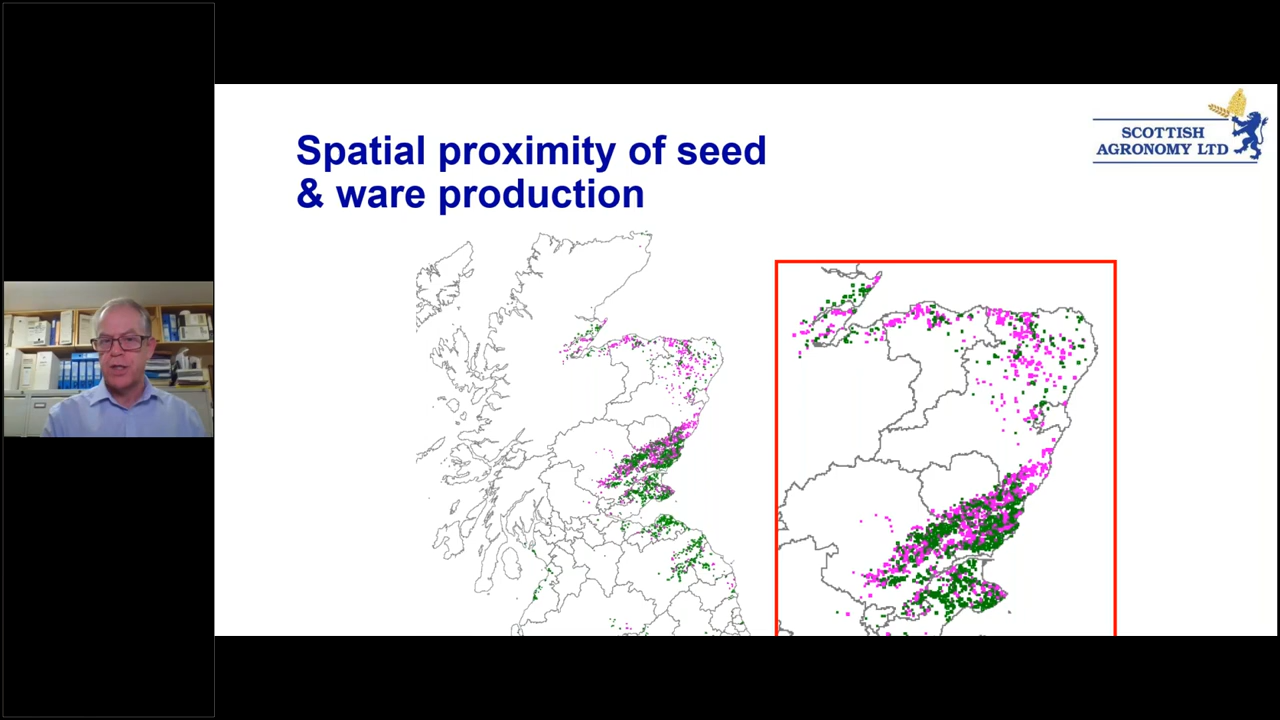 Spatial proximity of seed
& ware production
SCOTTISH
AGRONOMY LTD